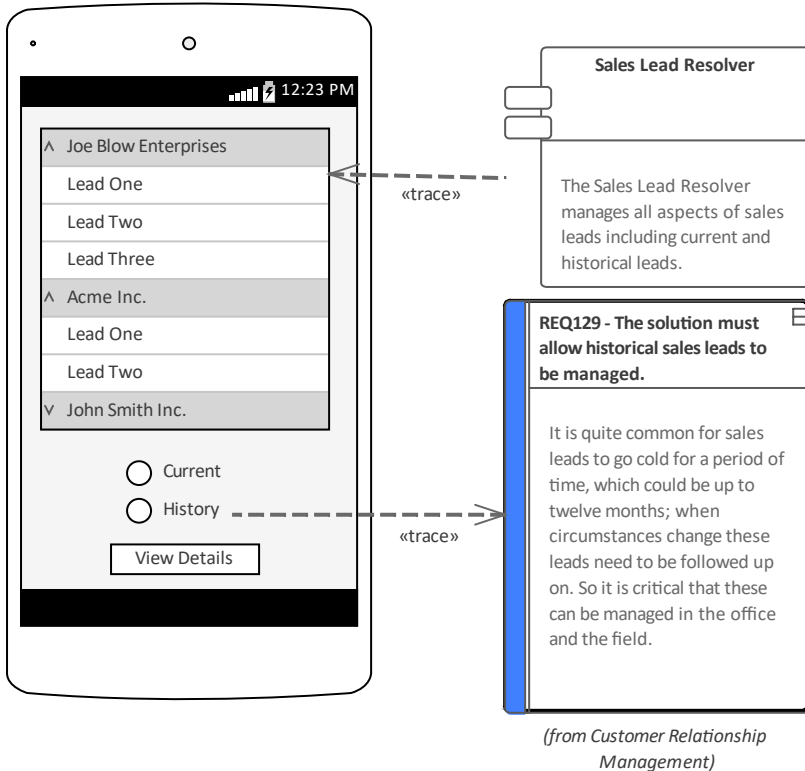 12:23 PM
Joe Blow Enterprises
Lead One
Lead Two
Lead Three
Acme Inc.
Lead One
Lead Two
John Smith Inc.
Current
History
View Details
«trace»
«trace»
Sales Lead Resolver
The Sales Lead Resolver
manages all aspects of sales
leads including current and
historical leads.
REQ129 - The solution must
allow historical sales leads to
be managed.
It is quite common for sales
leads to go cold for a period of
time, which could be up to
twelve months; when
circumstances change these
leads need to be followed up
on. So it is critical that these
can be managed in the office
and the field.
(from Customer Relationship
Management)